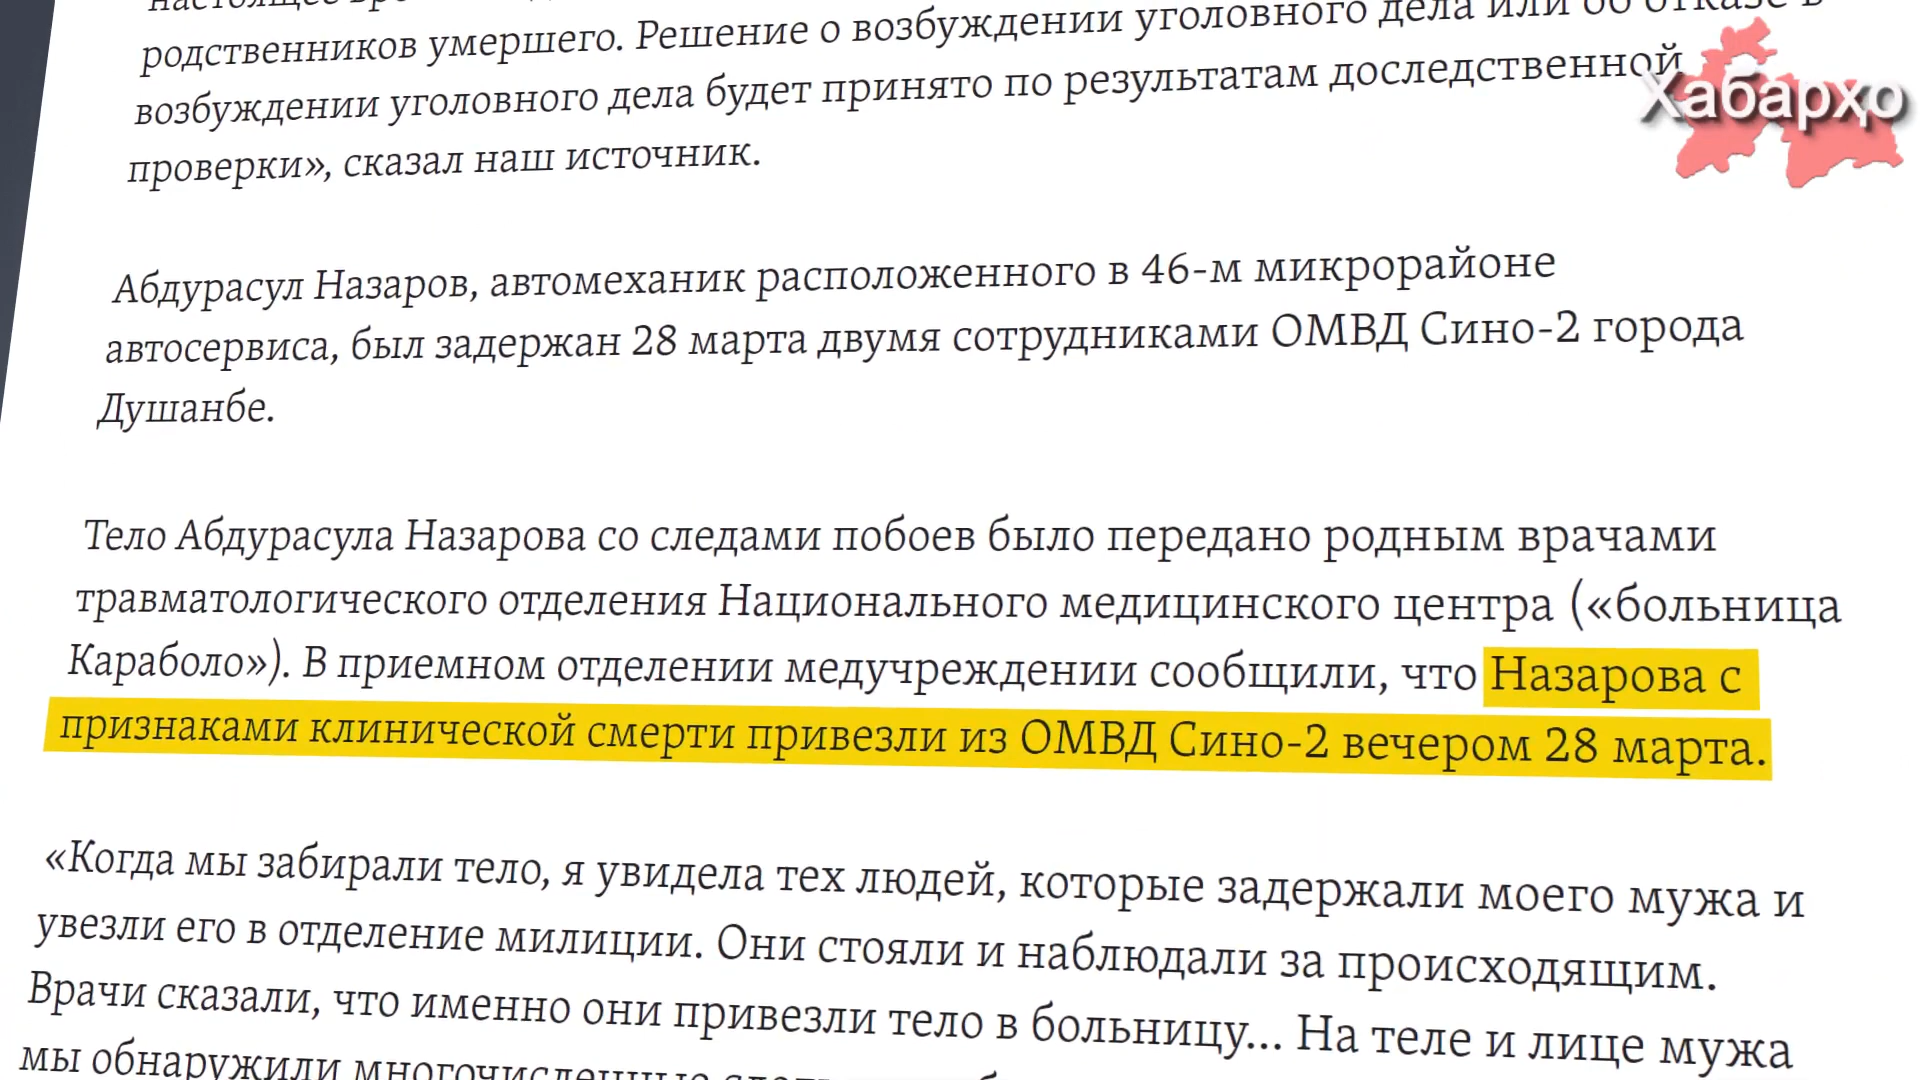 настоящее
родственников умершего. Решение о возбуждении уголовного дела или об отказе в
возбуждении уголовного дела будет принято по результатам доследственной
проверки», сказал наш источник.
Хабарҳо
Абдурасул Назаров, автомеханик расположенного в 46-м микрорайоне
автосервиса, был задержан 28 марта двумя сотрудниками ОМВД Сино-2 города
Душанбе.
Тело Абдурасула Назарова со следами побоев было передано родным врачами
травматологического отделения Национального медицинского центра («больница
Караболо»). В приемном отделении медучреждении сообщили, что Назарова с
признаками клинической смерти привезли из ОМВД Сино-2 вечером 28 марта.
«Когда мы забирали тело, я увидела тех людей, которые задержали моего мужа и
увезли его в отделение милиции. Они стояли и наблюдали за происходящим.
Врачи сказали, что именно они привезли тело в больницу... На теле и лице мужа
мы обнаружили многочисленные